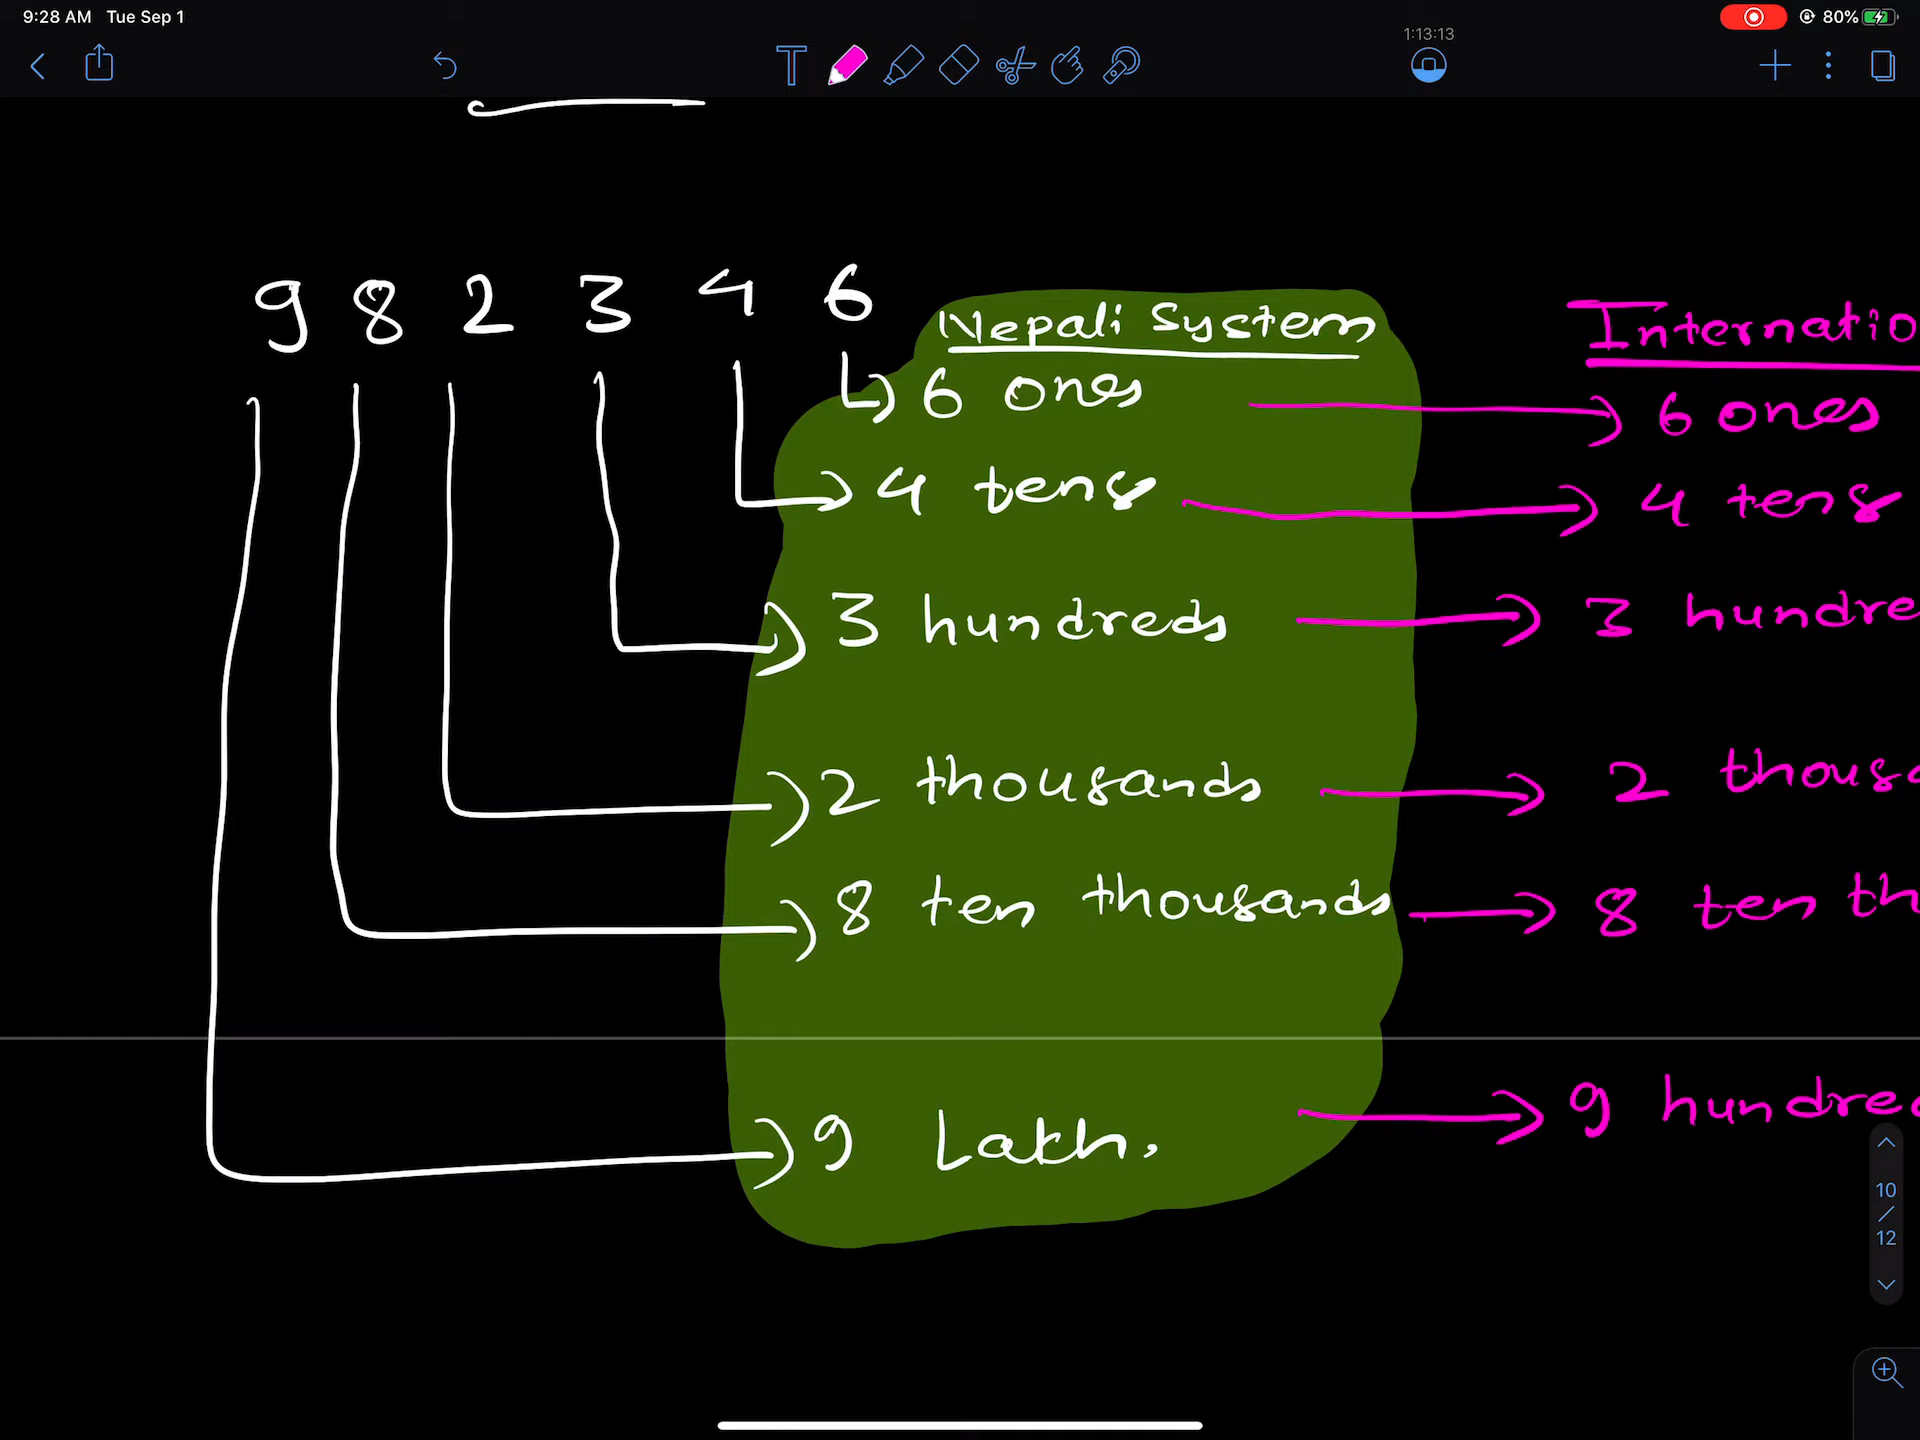 9:28 AM Tue Sep 1
80%
1:13:13
9 8 2 3 4 6
Nepali System
Internatio
6 ones
6 ones
4 tens
4 tens
3 hundreds
3 hundre
2 thousands
2 thousa
8 ten thousands
8 ten th
9 Lakh.
9 hundred
10
/
12